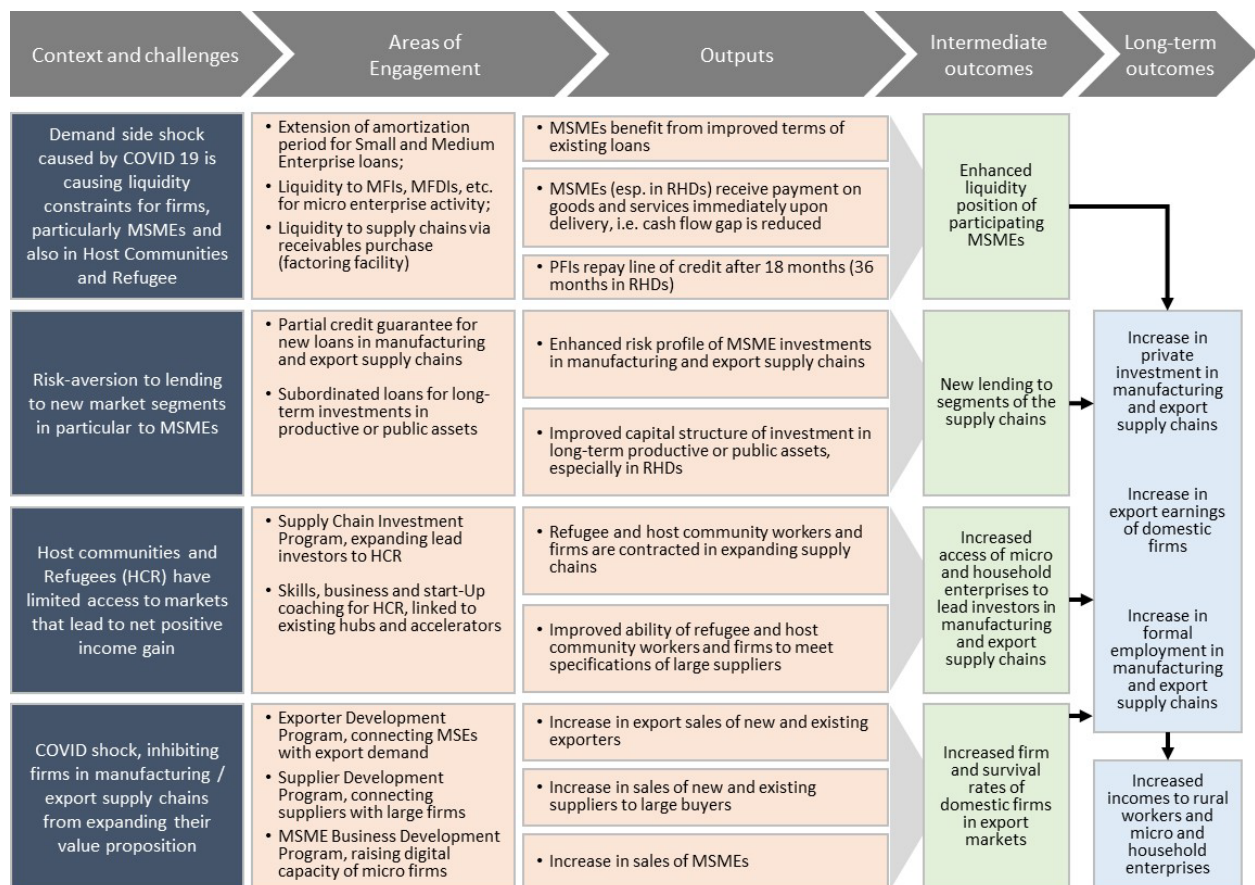 Context and challenges
Areas of
Engagement
Outputs
Intermediate
outcomes
Long-term
outcomes
Demand side shock
caused by COVID 19 is
causing liquidity
constraints for firms,
particularly MSMEs and
also in Host Communities
and Refugee
• Extension of amortization
period for Small and Medium
Enterprise loans;
• Liquidity to MFIs, MFDIs, etc.
for micro enterprise activity;
• Liquidity to supply chains via
receivables purchase
(factoring facility)
• MSMEs benefit from improved terms of
existing loans
• MSMEs (esp. in RHDs) receive payment on
goods and services immediately upon
delivery, i.e. cash flow gap is reduced
• PFIs repay line of credit after 18 months (36
months in RHDs)
Enhanced
liquidity
position of
participating
MSMEs
Risk-aversion to lending
to new market segments
in particular to MSMEs
• Partial credit guarantee for
new loans in manufacturing
and export supply chains
• Subordinated loans for long-
term investments in
productive or public assets
• Enhanced risk profile of MSME investments
in manufacturing and export supply chains
• Improved capital structure of investment in
long-term productive or public assets,
especially in RHDs
New lending to
segments of the
supply chains
Host communities and
Refugees (HCR) have
limited access to markets
that lead to net positive
income gain
• Supply Chain Investment
Program, expanding lead
investors to HCR
• Skills, business and start-Up
coaching for HCR, linked to
existing hubs and accelerators
• Refugee and host community workers and
firms are contracted in expanding supply
chains
• Improved ability of refugee and host
community workers and firms to meet
specifications of large suppliers
Increased
access of micro
and household
enterprises to
lead investors in
manufacturing
and export
supply chains
COVID shock, inhibiting
firms in manufacturing /
export supply chains
from expanding their
value proposition
• Exporter Development
Program, connecting MSEs
with export demand
• Supplier Development
Program, connecting
suppliers with large firms
• MSME Business Development
Program, raising digital
capacity of micro firms
• Increase in export sales of new and existing
exporters
• Increase in sales of new and existing
suppliers to large buyers
• Increase in sales of MSMEs
Increased firm
and survival
rates of
domestic firms
in export
markets
Increase in
private
investment in
manufacturing
and export
supply chains
Increase in
export earnings
of domestic
firms
Increase in
formal
employment in
manufacturing
and export
supply chains
Increased
incomes to rural
workers and
micro and
household
enterprises